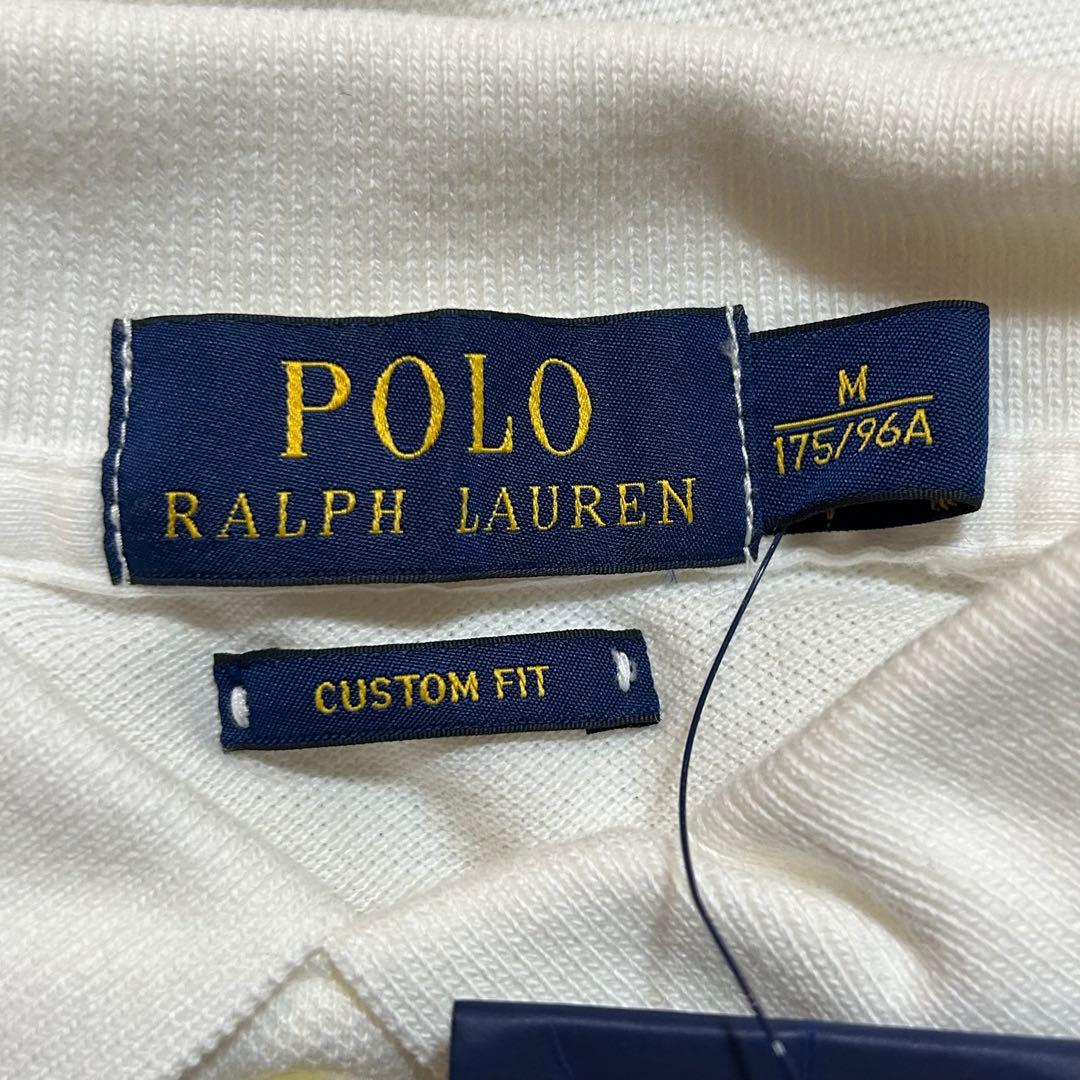 POLO
RALPH LAUREN
M
175/96A
CUSTOM FIT